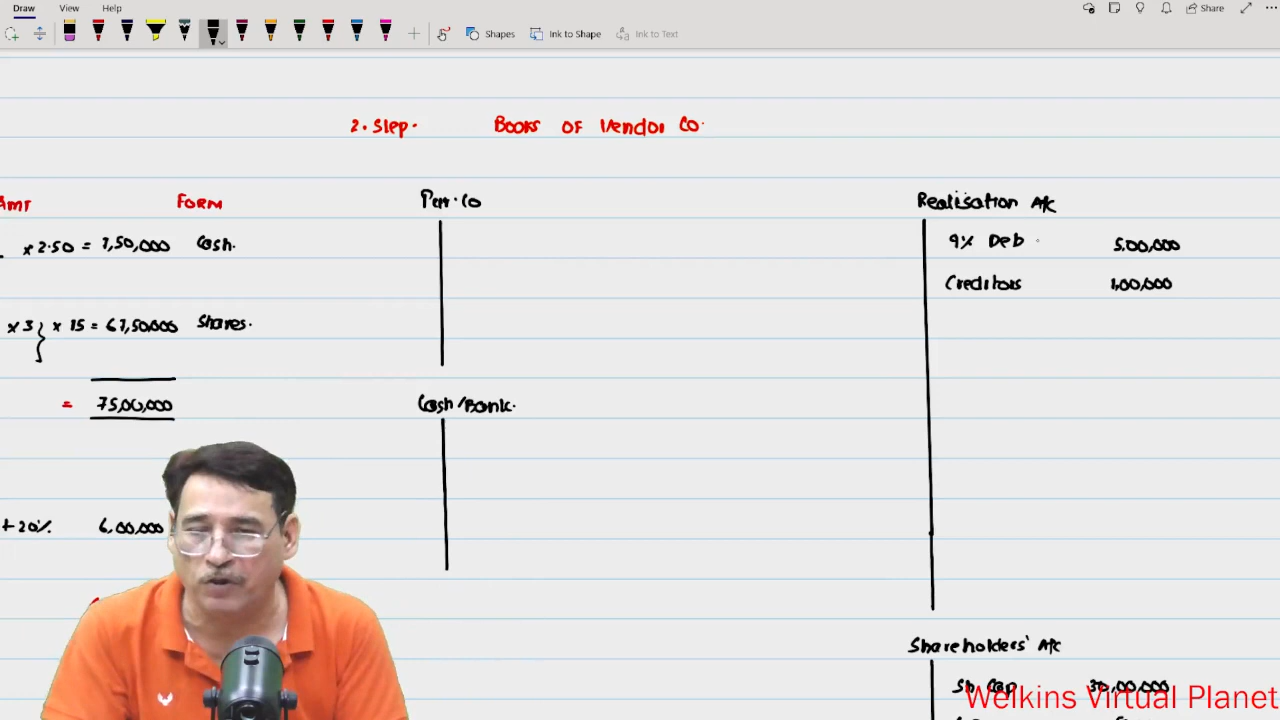 Draw View Help
Share
Shapes Ink to Shape Ink to Text
2. Step. Books of Vendor Co.
Amt FORM Pur. Co Realisation A/c
x 2.50 = 7,50,000 Cash. 9% Deb 5,00,000
Creditors 1,00,000
x 3 } x 15 = 67,50,000 Shares.
= 75,00,000 Cash/Bank.
+ 20% 6,00,000
Shareholders' A/c
Sh Cap 30,00,000
Welkins Virtual Planet